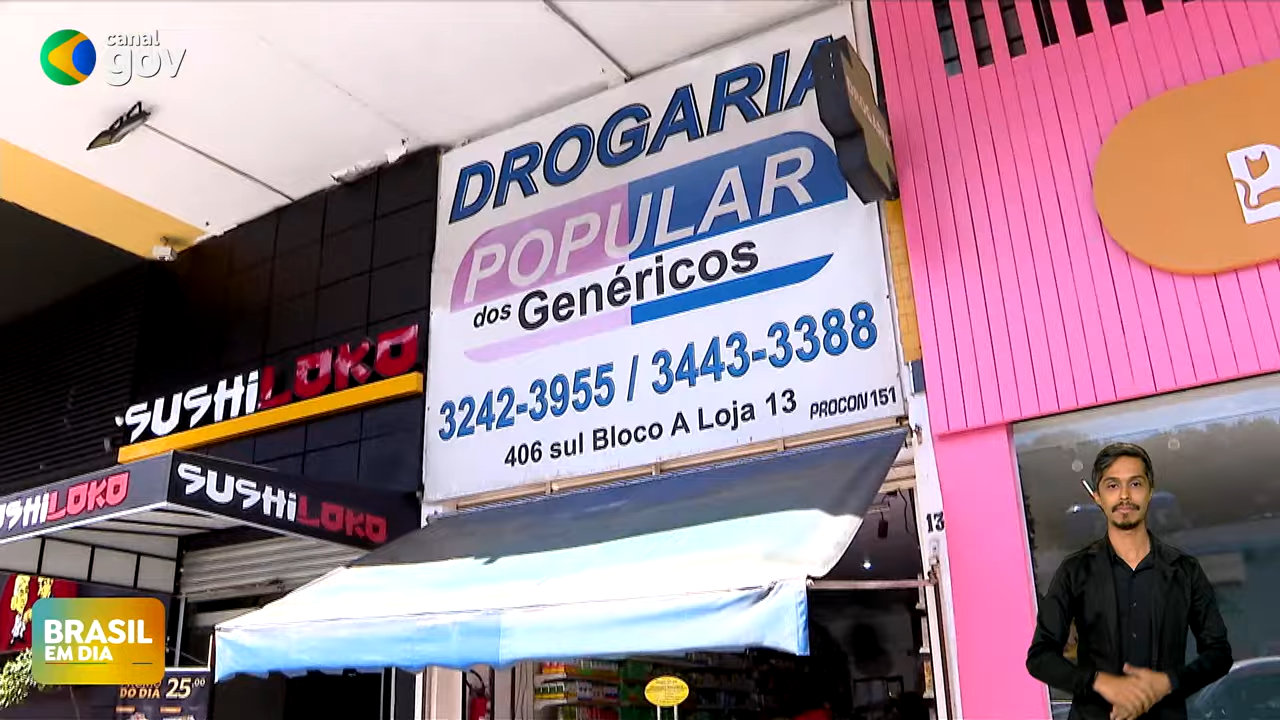 canal
gov
DROGARIA
POPULAR
dos Genéricos
3242-3955 / 3443-3388
406 sul Bloco A Loja 13 PROCON 151
SUSHiLOKO
SUSHiLOKO
SUSHiLOKO
13
BRASIL
EM DIA
DO DIA 25,00